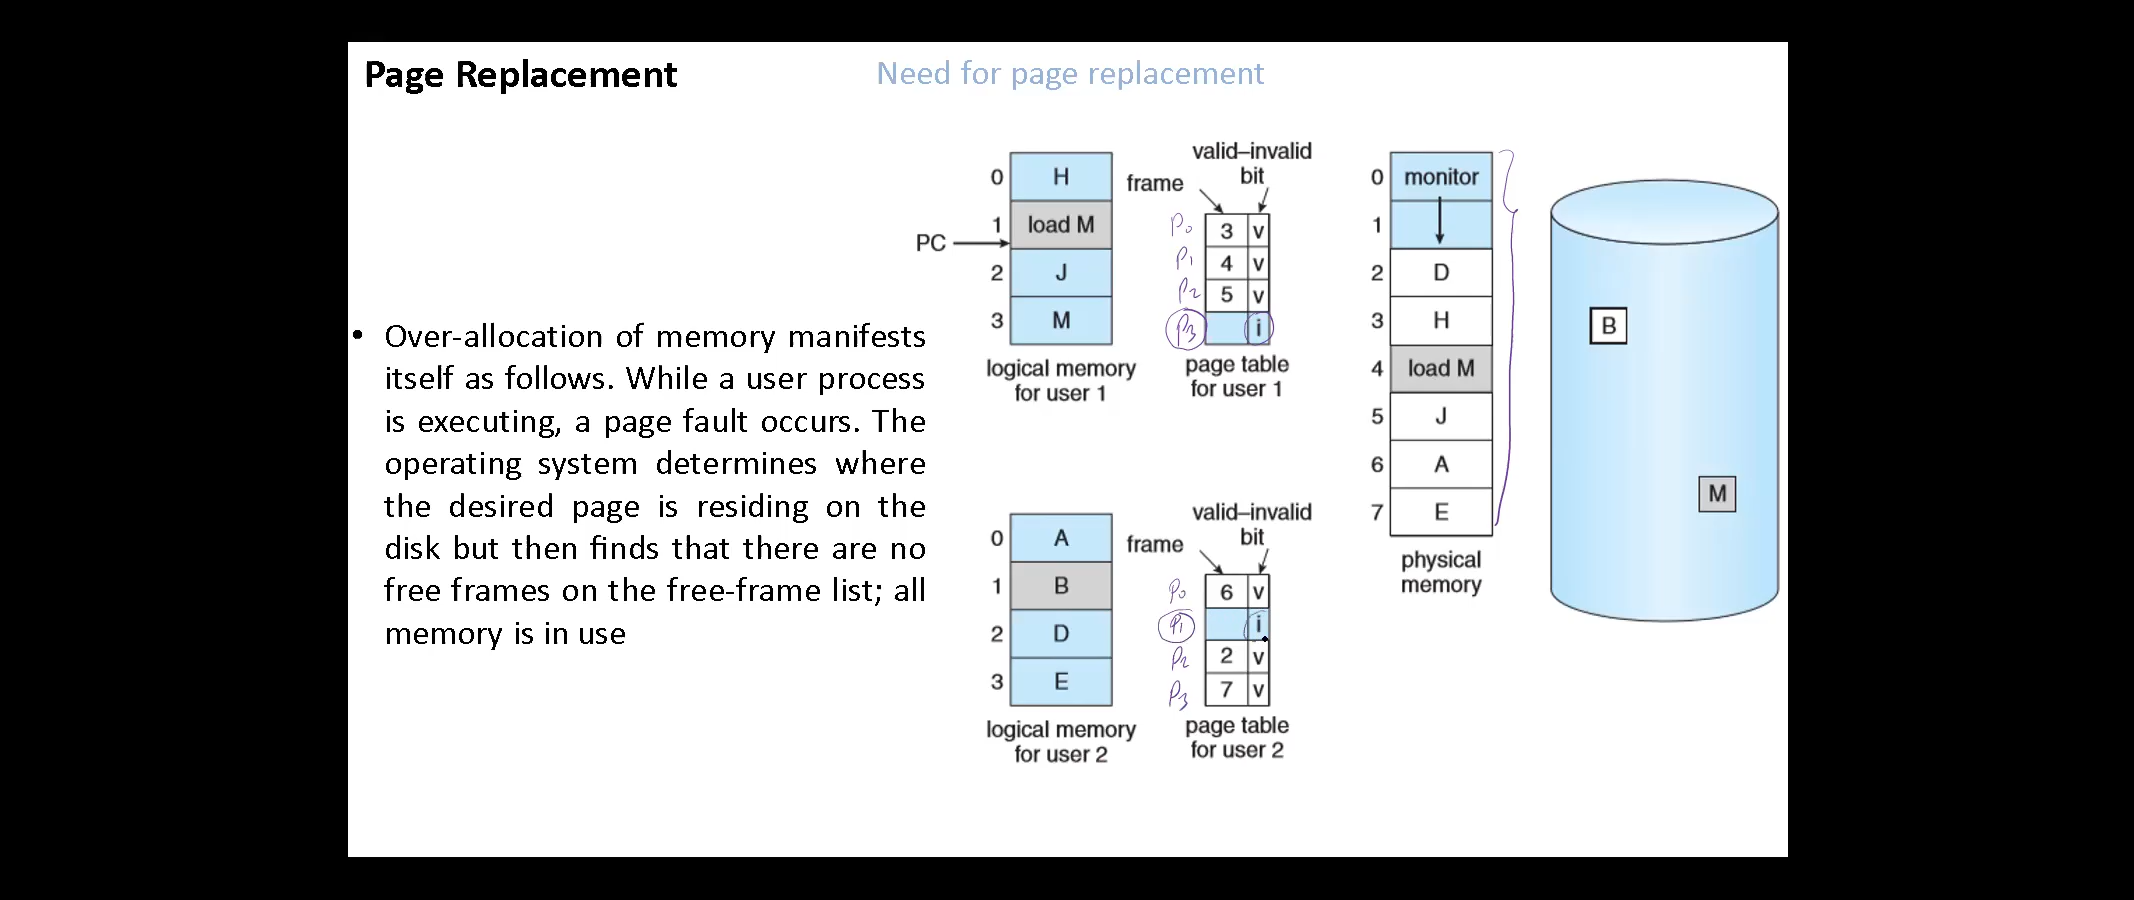 Page Replacement
Need for page replacement
• Over-allocation of memory manifests
itself as follows. While a user process
is executing, a page fault occurs. The
operating system determines where
the desired page is residing on the
disk but then finds that there are no
free frames on the free-frame list; all
memory is in use
0 H
1 load M
PC
2 J
3 M
logical memory
for user 1
valid–invalid
bit
frame
P0 3 v
P1 4 v
P2 5 v
P3 i
page table
for user 1
0 A
1 B
2 D
3 E
logical memory
for user 2
valid–invalid
bit
frame
P0 6 v
P1 i
P2 2 v
P3 7 v
page table
for user 2
0 monitor
1
2 D
3 H
4 load M
5 J
6 A
7 E
physical
memory
B
M